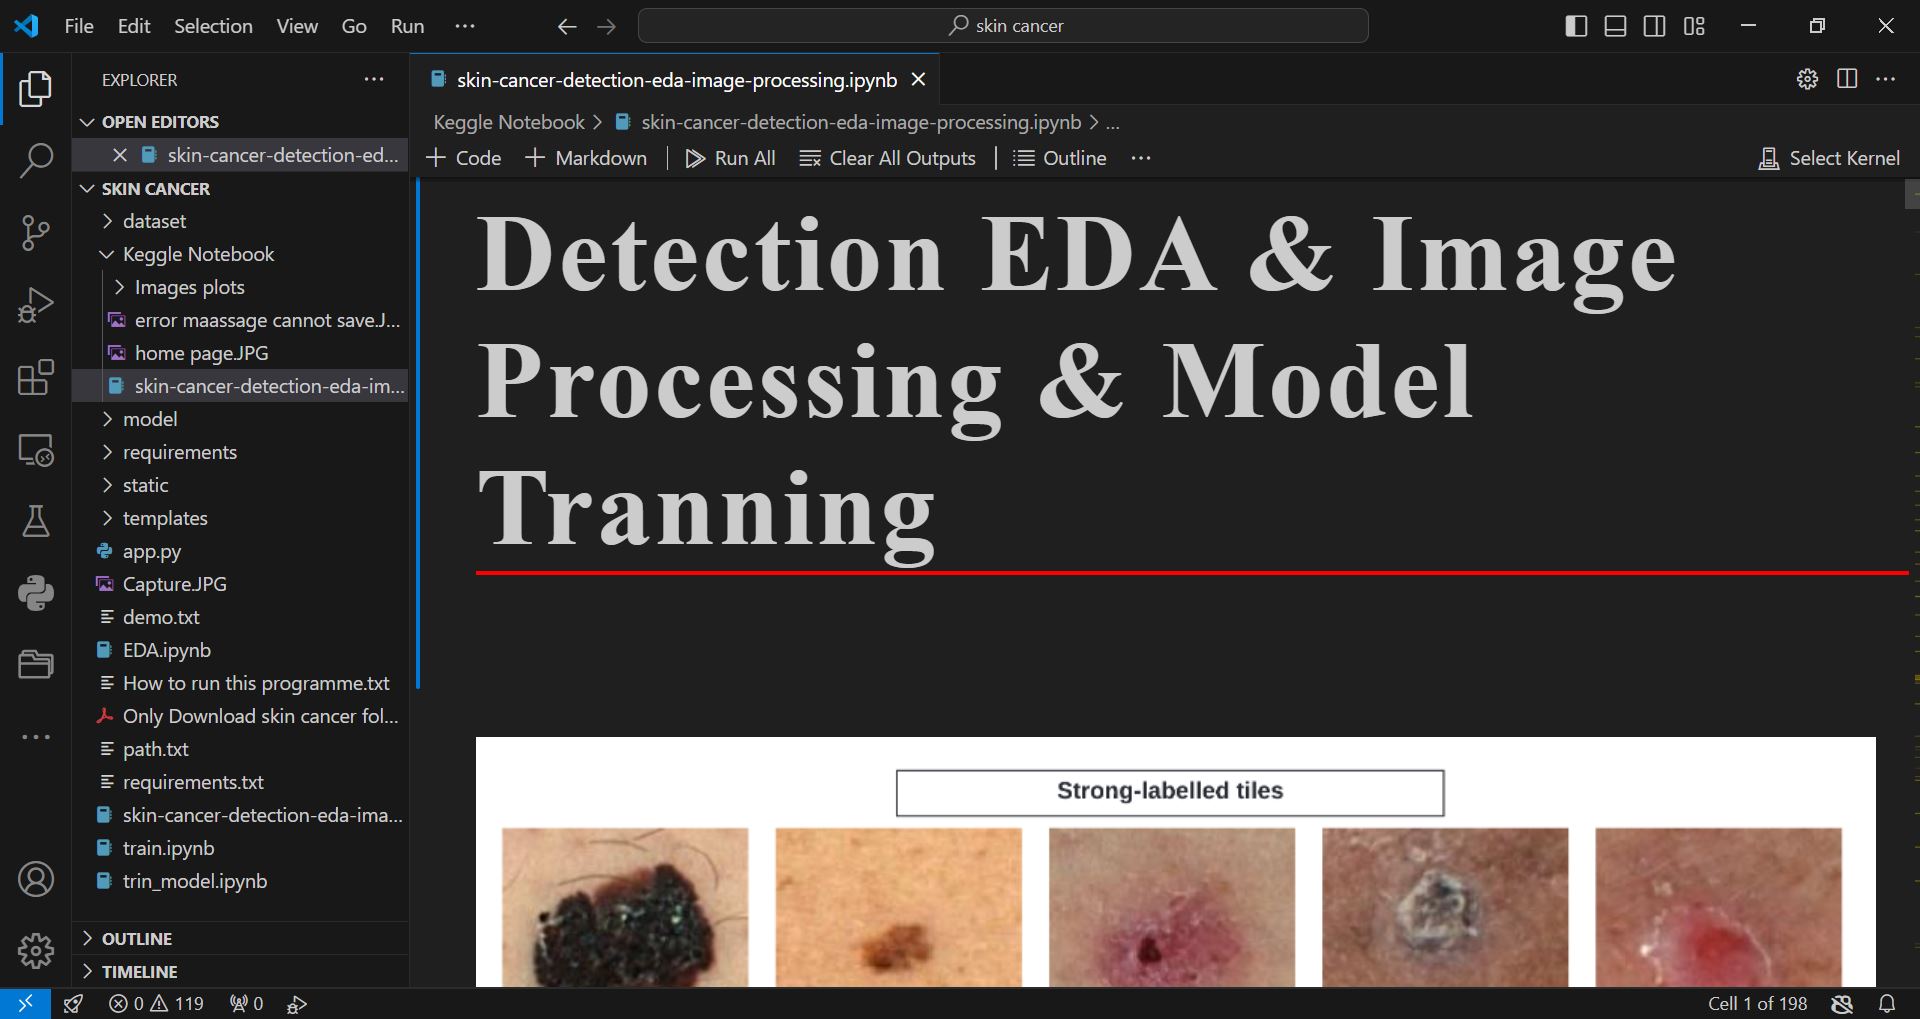 File Edit Selection View Go Run ...
skin cancer
EXPLORER ...
OPEN EDITORS
skin-cancer-detection-ed...
SKIN CANCER
dataset
Keggle Notebook
Images plots
error maassage cannot save.J...
home page.JPG
skin-cancer-detection-eda-im...
model
requirements
static
templates
app.py
Capture.JPG
demo.txt
EDA.ipynb
How to run this programme.txt
Only Download skin cancer fol...
path.txt
requirements.txt
skin-cancer-detection-eda-ima...
train.ipynb
trin_model.ipynb
OUTLINE
TIMELINE
skin-cancer-detection-eda-image-processing.ipynb
Keggle Notebook > skin-cancer-detection-eda-image-processing.ipynb > ...
+ Code + Markdown | Run All Clear All Outputs | Outline ... Select Kernel
Detection EDA & Image
Processing & Model
Tranning
Strong-labelled tiles
0 119 0
Cell 1 of 198